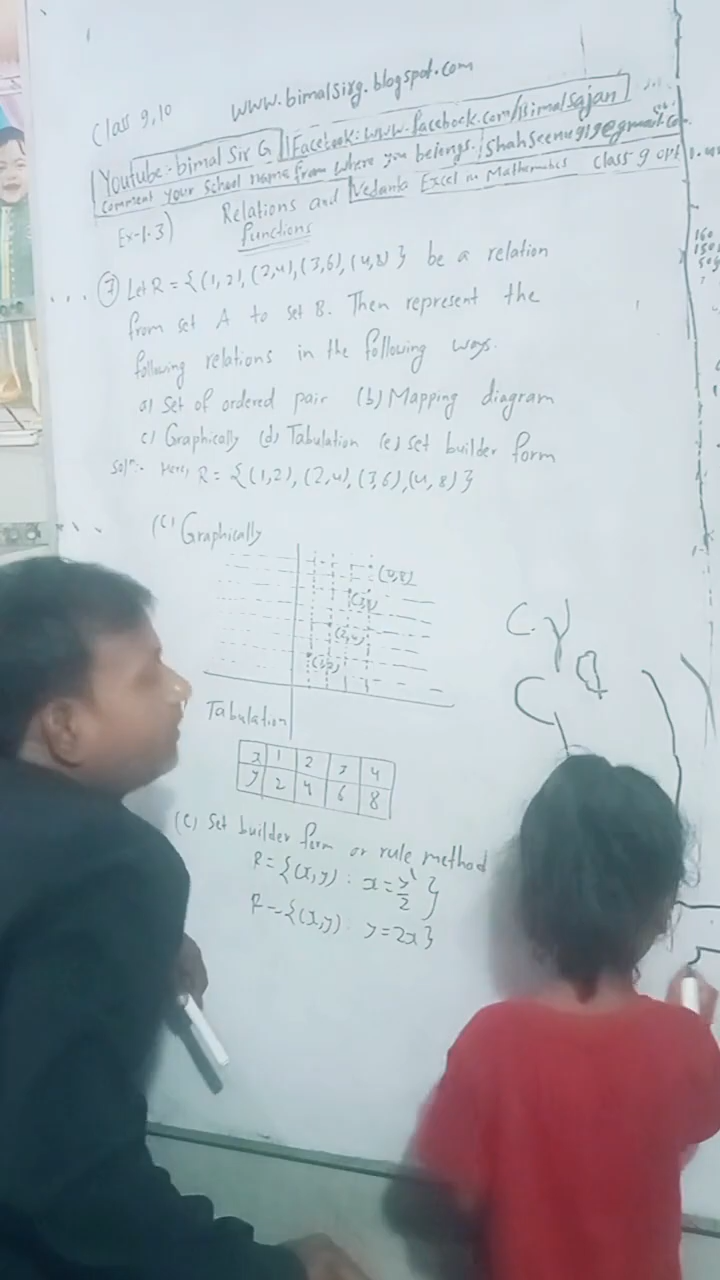 Class 9,10
www.bimalsirg.blogspot.com
Youtube:- bimal Sir G | Facebook: www.facebook.com/bimalsajan
Comment your School name from where you belongs.
Ex-1.3) Relations and Functions
Vedanta Excel in Mathematics Class 9 opt
7) Let R = {(1,2), (2,4), (3,6), (4,8)} be a relation
from set A to set B. Then represent the
following relations in the following ways.
a) Set of ordered pair (b) Mapping diagram
c) Graphically (d) Tabulation (e) set builder form
Soln:- Here, R = {(1,2), (2,4), (3,6), (4,8)}
(c) Graphically
(4,8)
(3,6)
(2,4)
(1,2)
Tabulation
x 1 2 3 4
y 2 4 6 8
(e) Set builder form or rule method
R = {(x,y) : x = y/2}
R = {(x,y) : y = 2x}